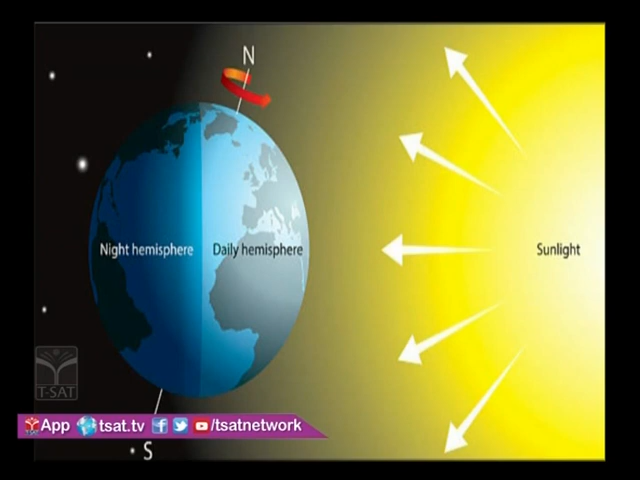 N
Night hemisphere
Daily hemisphere
Sunlight
T-SAT
App tsat.tv /tsatnetwork
S